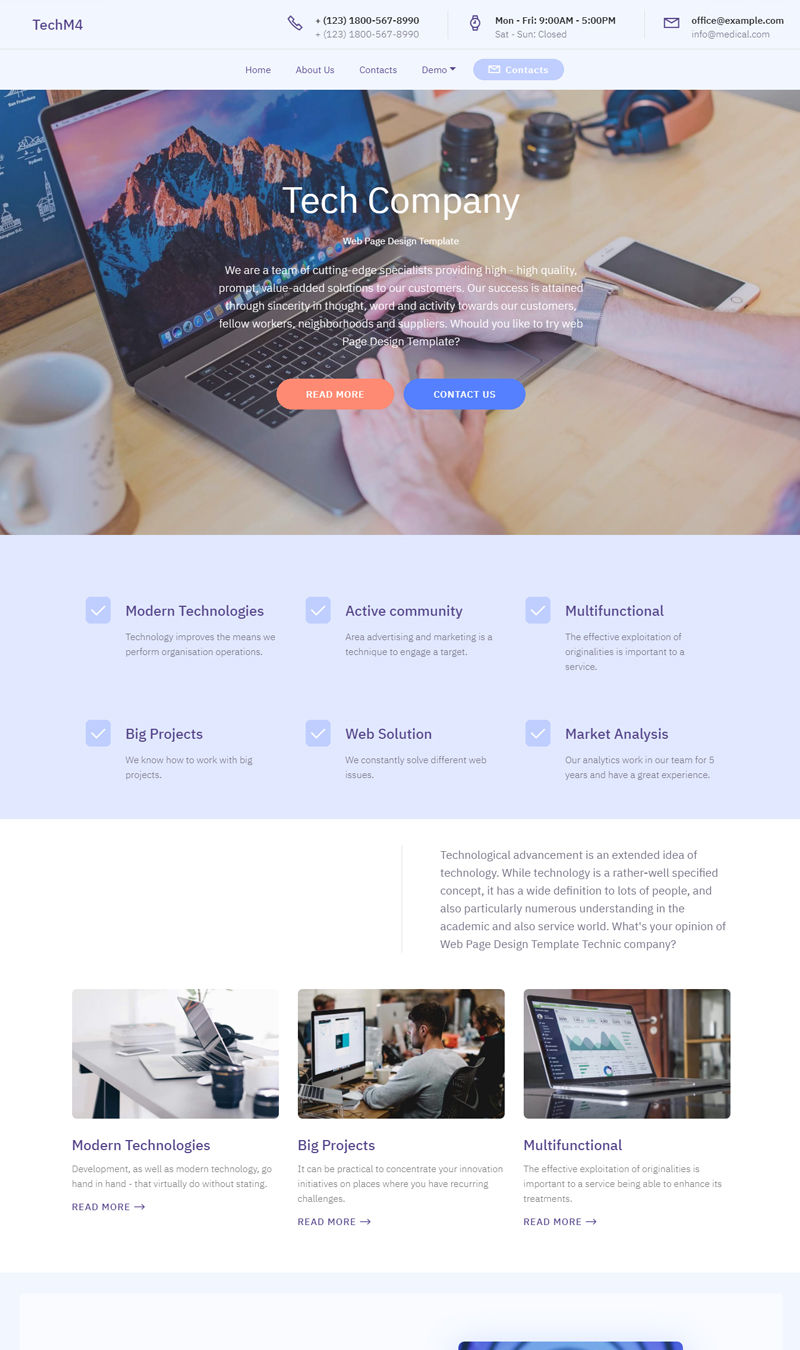 TechM4
+ (123) 1800-567-8990
+ (123) 1800-567-8990
Mon - Fri: 9:00AM - 5:00PM
Sat - Sun: Closed
office@example.com
info@medical.com
Home
About Us
Contacts
Demo
Contacts
San Francisco
Sydney
Tech Company
Web Page Design Template
We are a team of cutting-edge specialists providing high - high quality,
prompt, value-added solutions to our customers. Our success is attained
through sincerity in thought, word and activity towards our customers,
fellow workers, neighborhoods and suppliers. Whould you like to try web
Page Design Template?
READ MORE
CONTACT US
Modern Technologies
Technology improves the means we
perform organisation operations.
Active community
Area advertising and marketing is a
technique to engage a target.
Multifunctional
The effective exploitation of
originalities is important to a
service.
Big Projects
We know how to work with big
projects.
Web Solution
We constantly solve different web
issues.
Market Analysis
Our analytics work in our team for 5
years and have a great experience.
Technological advancement is an extended idea of
technology. While technology is a rather-well specified
concept, it has a wide definition to lots of people, and
also particularly numerous understanding in the
academic and also service world. What's your opinion of
Web Page Design Template Technic company?
Modern Technologies
Development, as well as modern technology, go
hand in hand - that virtually do without stating.
READ MORE
Big Projects
It can be practical to concentrate your innovation
initiatives on places where you have recurring
challenges.
READ MORE
Multifunctional
The effective exploitation of originalities is
important to a service being able to enhance its
treatments.
READ MORE